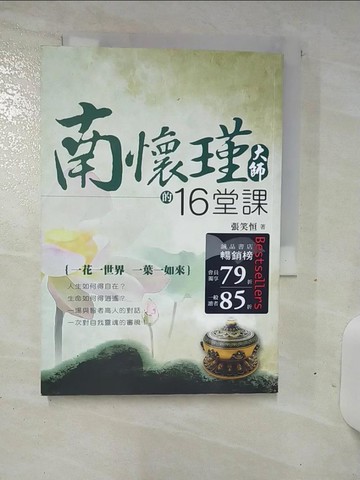 南懷瑾大師
的16堂課
張笑恒 著
{一花一世界 一葉一如來}
人生如何得自在？
生命如何得逍遙？
一場與智者高人的對話
一次對自我靈魂的審視！
誠品書店
暢銷榜
會員獨享 79折
一般讀者 85折
Bestsellers